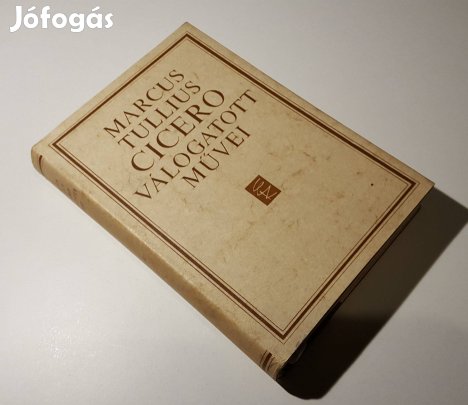 Jófogás
MARCUS
TULLIUS
CICERO
VÁLOGATOTT
MŰVEI